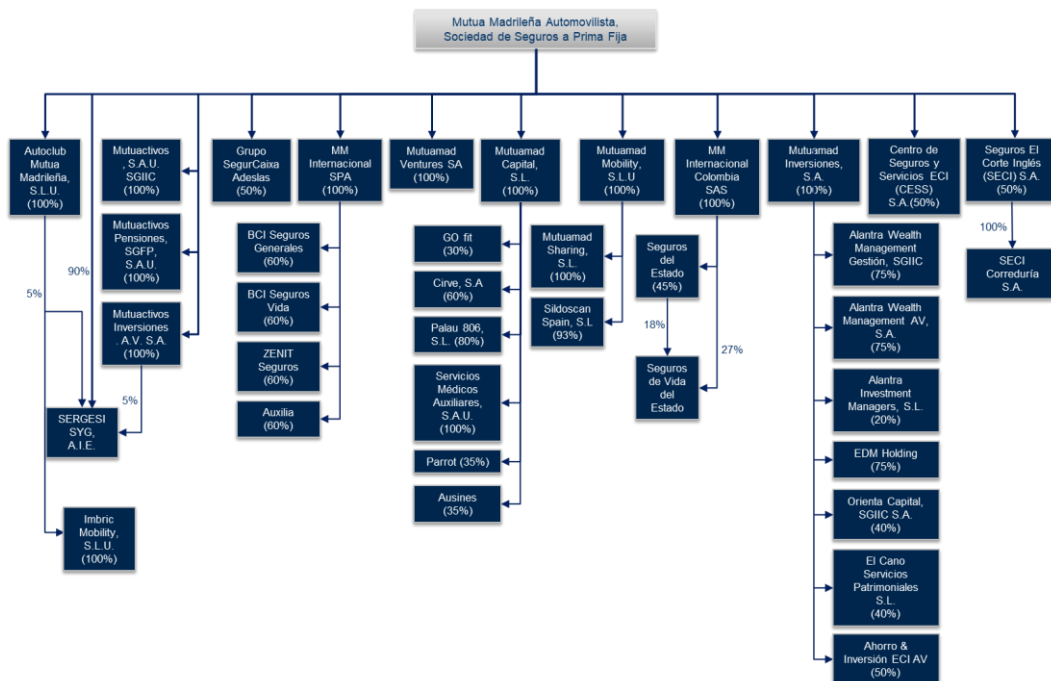 Mutua Madrileña Automovilista,
Sociedad de Seguros a Prima Fija
Autoclub
Mutua
Madrileña,
S.L.U.
(100%)
Mutuactivos
, S.A.U.
SGIIC
(100%)
Grupo
SegurCaixa
Adeslas
(50%)
MM
Internacional
SPA
(100%)
Mutuamad
Ventures SA
(100%)
Mutuamad
Capital,
S.L.
(100%)
Mutuamad
Mobility,
S.L.U
(100%)
MM
Internacional
Colombia
SAS
(100%)
Mutuamad
Inversiones,
S.A.
(100%)
Centro de
Seguros y
Servicios ECI
(CESS)
S.A.(50%)
Seguros El
Corte Inglés
(SECI) S.A.
(50%)
Mutuactivos
Pensiones,
SGFP,
S.A.U.
(100%)
Mutuactivos
Inversiones
. A.V. S.A.
(100%)
5%
90%
5%
SERGESI
SYG,
A.I.E.
Imbric
Mobility,
S.L.U.
(100%)
BCI Seguros
Generales
(60%)
BCI Seguros
Vida
(60%)
ZENIT
Seguros
(60%)
Auxilia
(60%)
GO fit
(30%)
Cirve, S.A
(60%)
Palau 806,
S.L. (80%)
Servicios
Médicos
Auxiliares,
S.A.U.
(100%)
Parrot (35%)
Ausines
(35%)
Mutuamad
Sharing,
S.L.
(100%)
Sildoscan
Spain, S.L
(93%)
Seguros
del
Estado
(45%)
18%
27%
Seguros
de Vida
del
Estado
Alantra Wealth
Management
Gestión, SGIIC
(75%)
Alantra Wealth
Management AV,
S.A.
(75%)
Alantra
Investment
Managers, S.L.
(20%)
EDM Holding
(75%)
Orienta Capital,
SGIIC S.A.
(40%)
El Cano
Servicios
Patrimoniales
S.L.
(40%)
Ahorro &
Inversión ECI AV
(50%)
100%
SECI
Correduría
S.A.